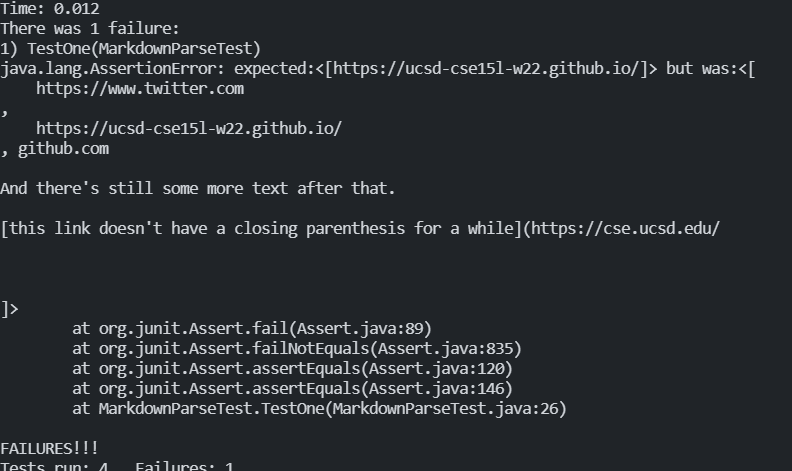 Time: 0.012
There was 1 failure:
1) TestOne(MarkdownParseTest)
java.lang.AssertionError: expected:<[https://ucsd-cse15l-w22.github.io/]> but was:<[
    https://www.twitter.com
,
    https://ucsd-cse15l-w22.github.io/
, github.com
And there's still some more text after that.
[this link doesn't have a closing parenthesis for a while](https://cse.ucsd.edu/
]>
        at org.junit.Assert.fail(Assert.java:89)
        at org.junit.Assert.failNotEquals(Assert.java:835)
        at org.junit.Assert.assertEquals(Assert.java:120)
        at org.junit.Assert.assertEquals(Assert.java:146)
        at MarkdownParseTest.TestOne(MarkdownParseTest.java:26)
FAILURES!!!
Tests run: 4,  Failures: 1